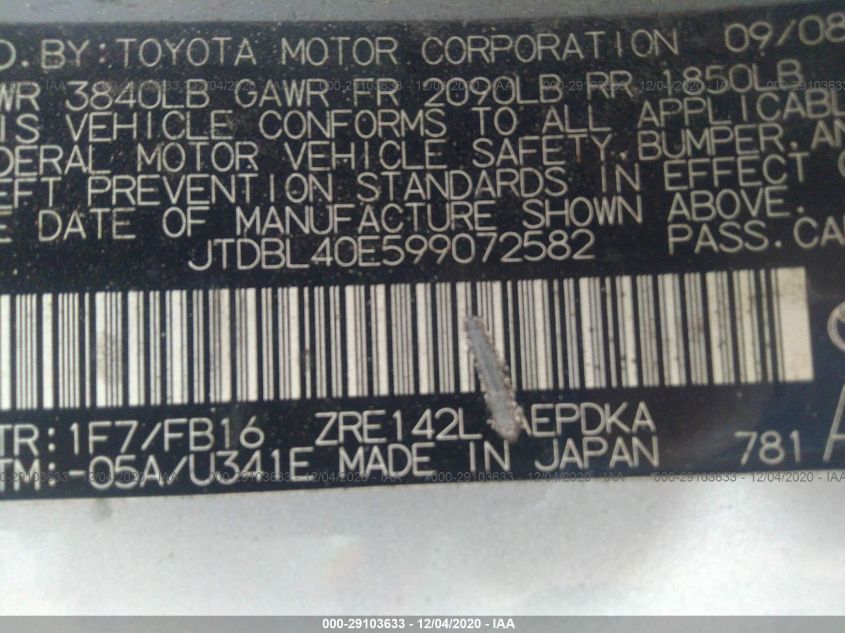 D. BY: TOYOTA MOTOR CORPORATION 09/08
WR 3840LB GAWR FR 2090LB RR 1850LB
IS VEHICLE CONFORMS TO ALL APPLICABL
DERAL MOTOR VEHICLE SAFETY, BUMPER, AN
EFT PREVENTION STANDARDS IN EFFECT
E DATE OF MANUFACTURE SHOWN ABOVE.
JTDBL40E599072582 PASS. CA
TR: 1F7/FB16 ZRE142L AEPDKA
TM: -05A/U341E MADE IN JAPAN 781 A
000-29103633 - 12/04/2020 - IAA